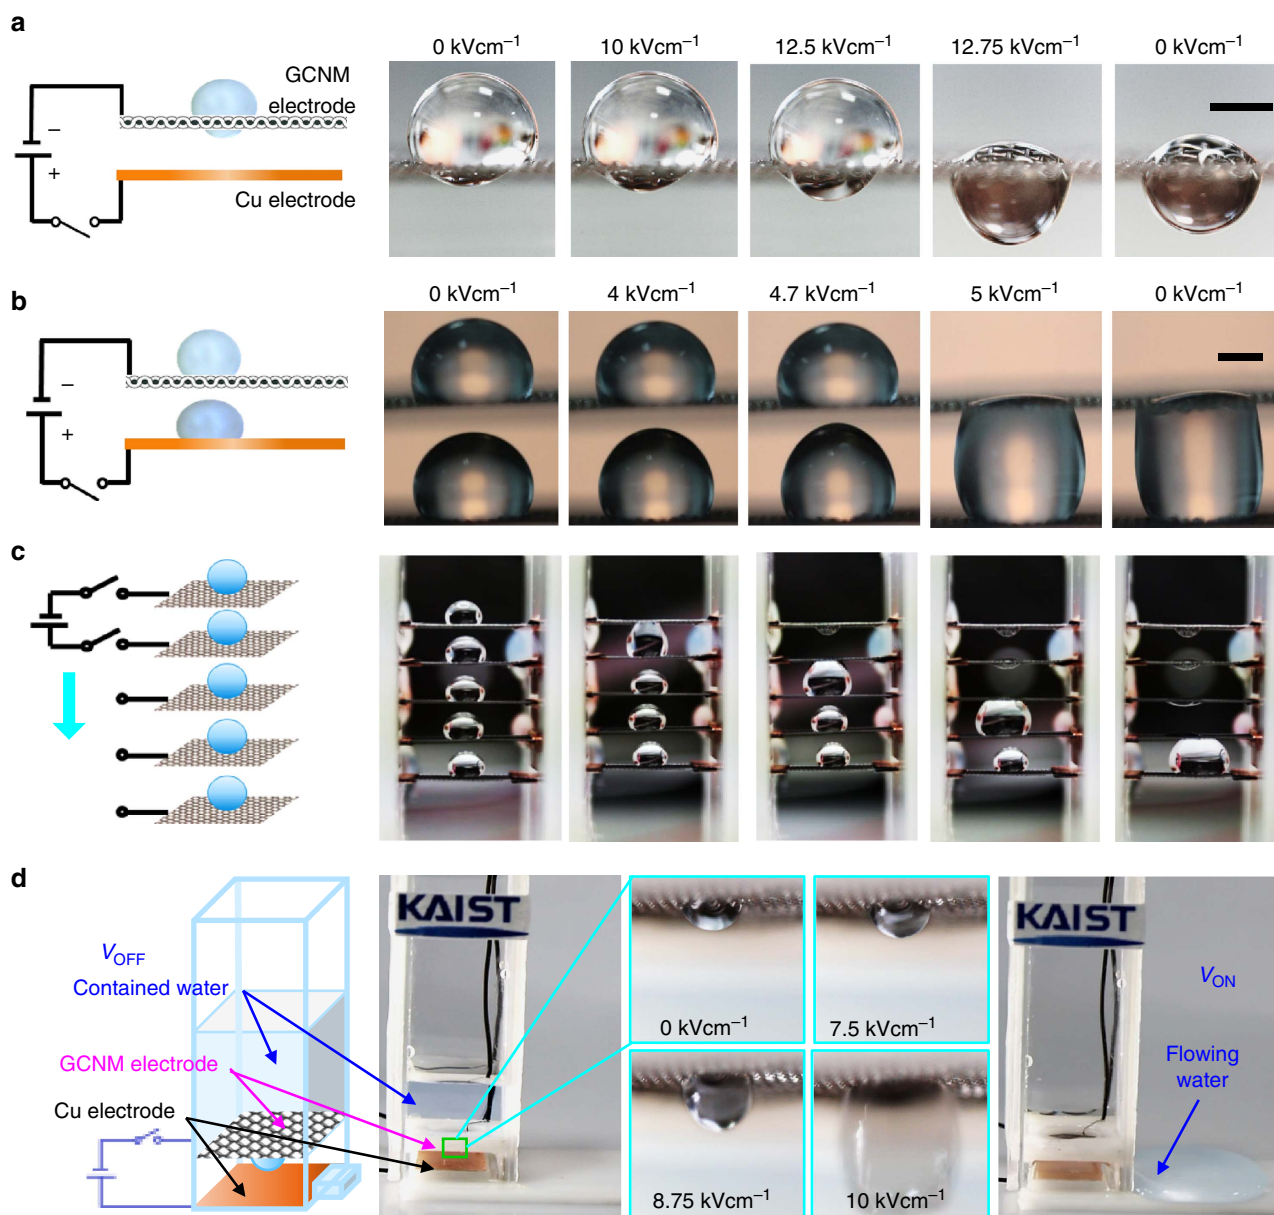 a
0 kVcm⁻¹
10 kVcm⁻¹
12.5 kVcm⁻¹
12.75 kVcm⁻¹
0 kVcm⁻¹
GCNM
electrode
−
+
Cu electrode
b
0 kVcm⁻¹
4 kVcm⁻¹
4.7 kVcm⁻¹
5 kVcm⁻¹
0 kVcm⁻¹
−
+
c
d
VOFF
Contained water
GCNM electrode
Cu electrode
KAIST
0 kVcm⁻¹
7.5 kVcm⁻¹
8.75 kVcm⁻¹
10 kVcm⁻¹
KAIST
VON
Flowing
water